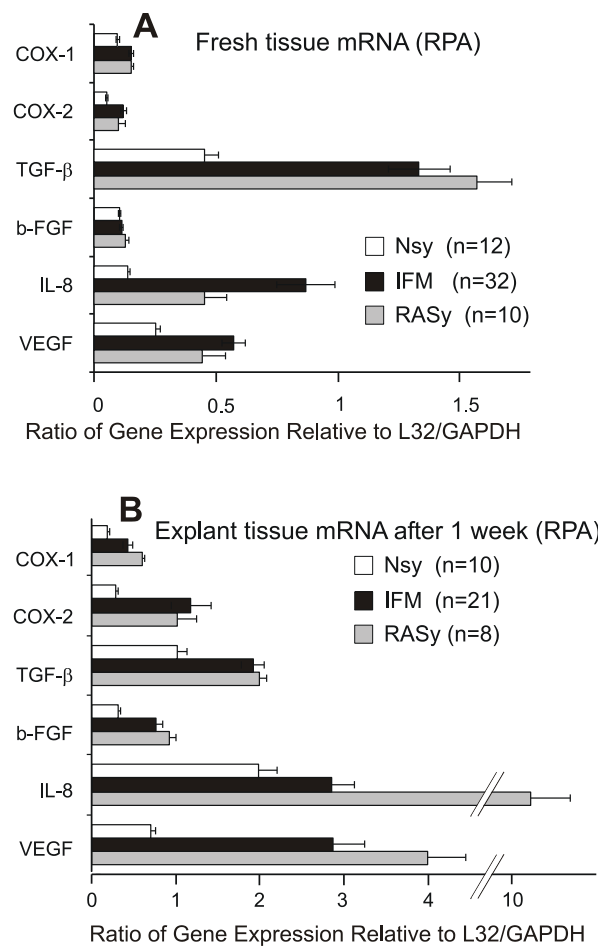 A
Fresh tissue mRNA (RPA)
COX-1
COX-2
TGF-β
b-FGF
IL-8
VEGF
Nsy (n=12)
IFM (n=32)
RASy (n=10)
0 0.5 1 1.5
Ratio of Gene Expression Relative to L32/GAPDH
B
Explant tissue mRNA after 1 week (RPA)
COX-1
COX-2
TGF-β
b-FGF
IL-8
VEGF
Nsy (n=10)
IFM (n=21)
RASy (n=8)
0 1 2 3 4 10
Ratio of Gene Expression Relative to L32/GAPDH